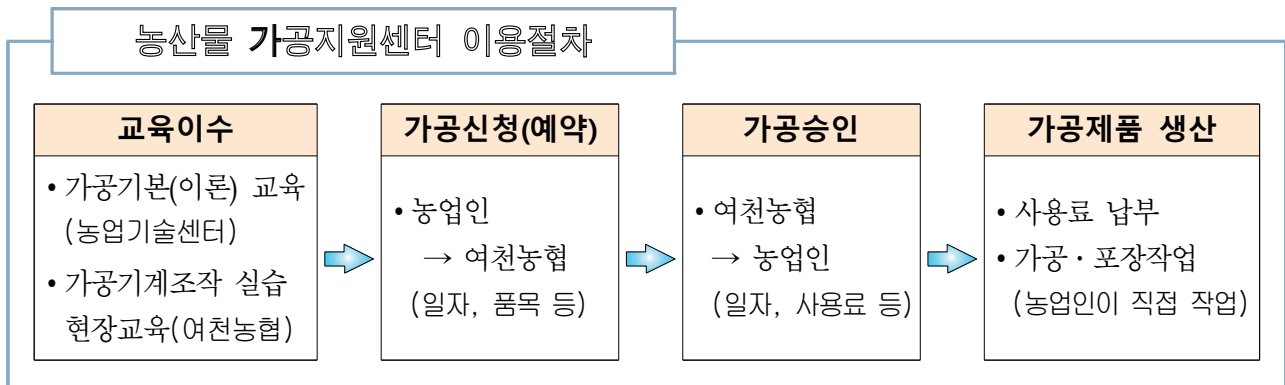 농산물 가공지원센터 이용절차
교육이수
• 가공기본(이론) 교육
(농업기술센터)
• 가공기계조작 실습
현장교육(여천농협)
가공신청(예약)
• 농업인
→ 여천농협
(일자, 품목 등)
가공승인
• 여천농협
→ 농업인
(일자, 사용료 등)
가공제품 생산
• 사용료 납부
• 가공 · 포장작업
(농업인이 직접 작업)